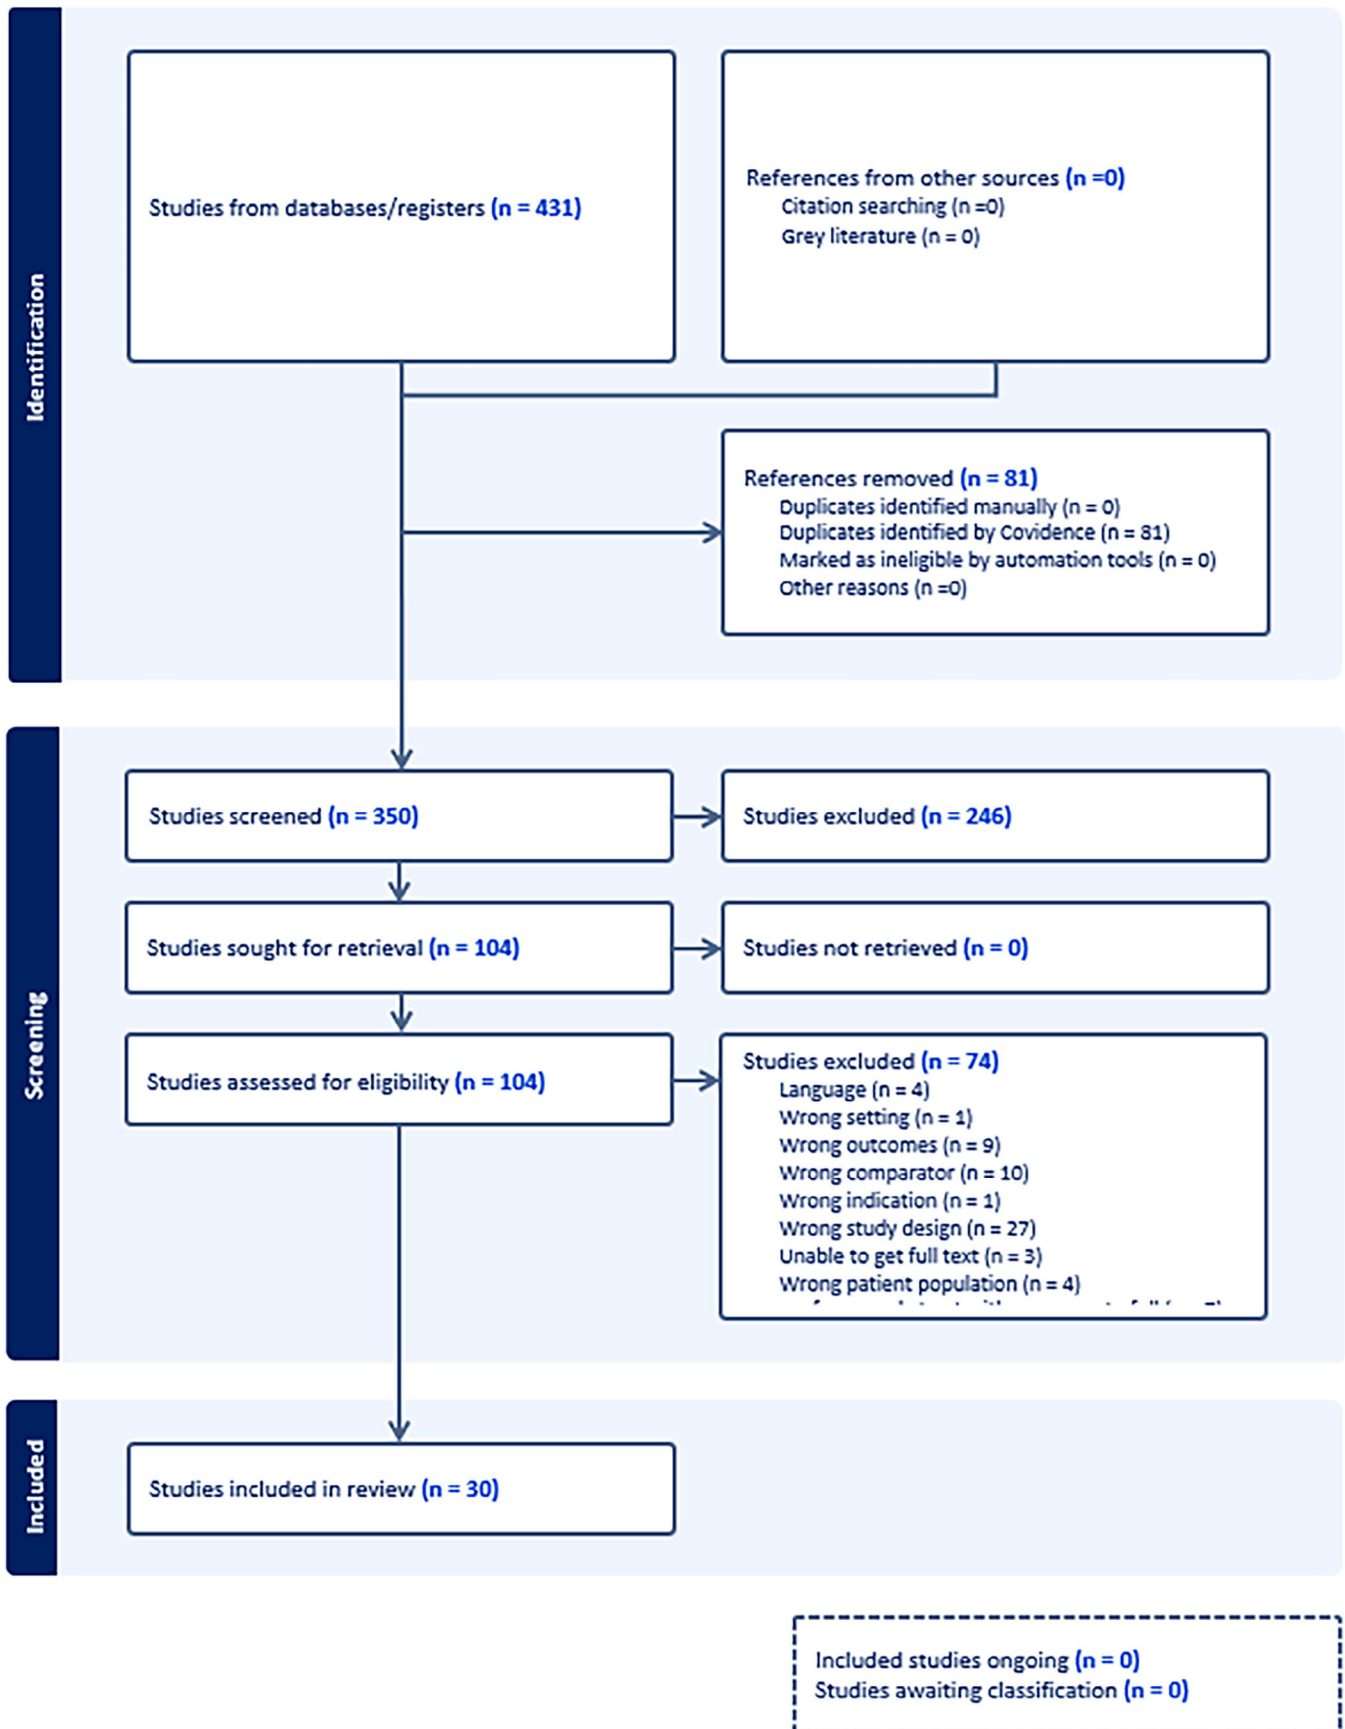 Identification
Studies from databases/registers (n = 431)
References from other sources (n =0)
Citation searching (n =0)
Grey literature (n = 0)
References removed (n = 81)
Duplicates identified manually (n = 0)
Duplicates identified by Covidence (n = 81)
Marked as ineligible by automation tools (n = 0)
Other reasons (n =0)
Screening
Studies screened (n = 350)
Studies excluded (n = 246)
Studies sought for retrieval (n = 104)
Studies not retrieved (n = 0)
Studies assessed for eligibility (n = 104)
Studies excluded (n = 74)
Language (n = 4)
Wrong setting (n = 1)
Wrong outcomes (n = 9)
Wrong comparator (n = 10)
Wrong indication (n = 1)
Wrong study design (n = 27)
Unable to get full text (n = 3)
Wrong patient population (n = 4)
Included
Studies included in review (n = 30)
Included studies ongoing (n = 0)
Studies awaiting classification (n = 0)